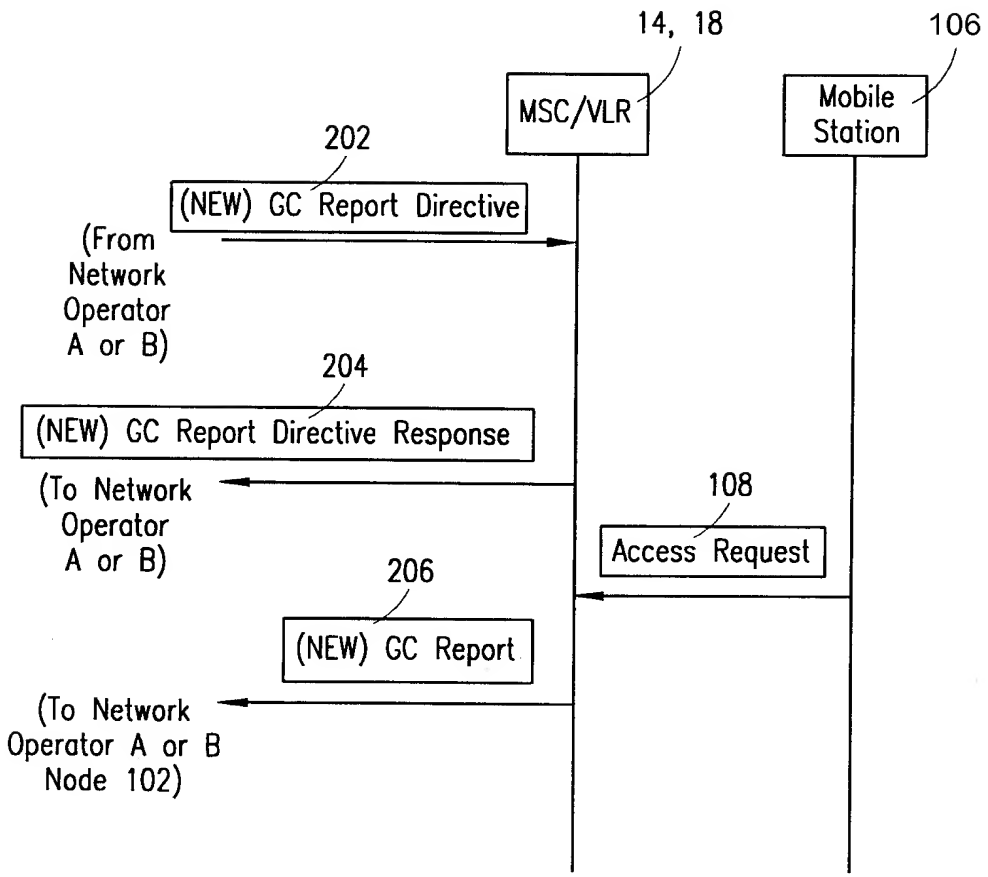 14, 18
106
MSC/VLR
Mobile
Station
202
(NEW) GC Report Directive
(From
Network
Operator
A or B)
204
(NEW) GC Report Directive Response
(To Network
Operator
A or B)
108
Access Request
206
(NEW) GC Report
(To Network
Operator A or B
Node 102)